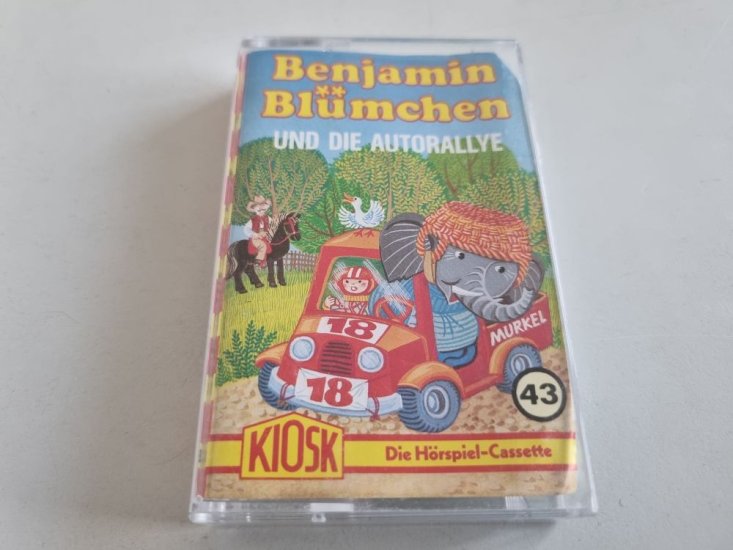 Benjamin
Blümchen
UND DIE AUTORALLYE
18
18
MURKEL
43
KIOSK
Die Hörspiel-Cassette